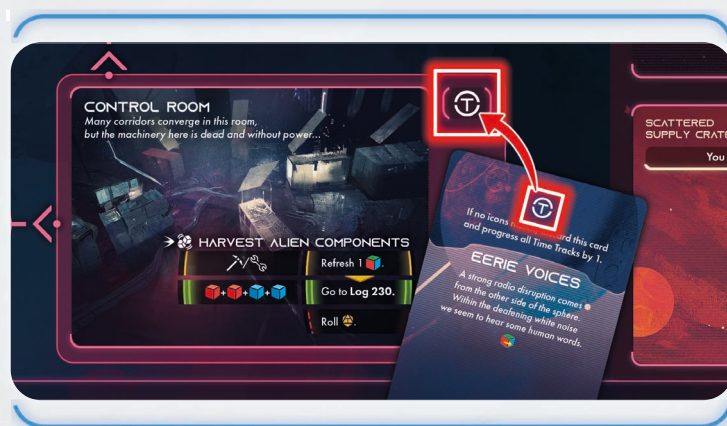 CONTROL ROOM
Many corridors converge in this room,
but the machinery here is dead and without power...
HARVEST ALIEN COMPONENTS
Refresh 1 .
Go to Log 230.
Roll .
T
T
If no icons this card
and progress all Time Tracks by 1.
EERIE VOICES
A strong radio disruption comes
from the other side of the sphere.
Within the deafening white noise
we seem to hear some human words.
SCATTERED
SUPPLY
You